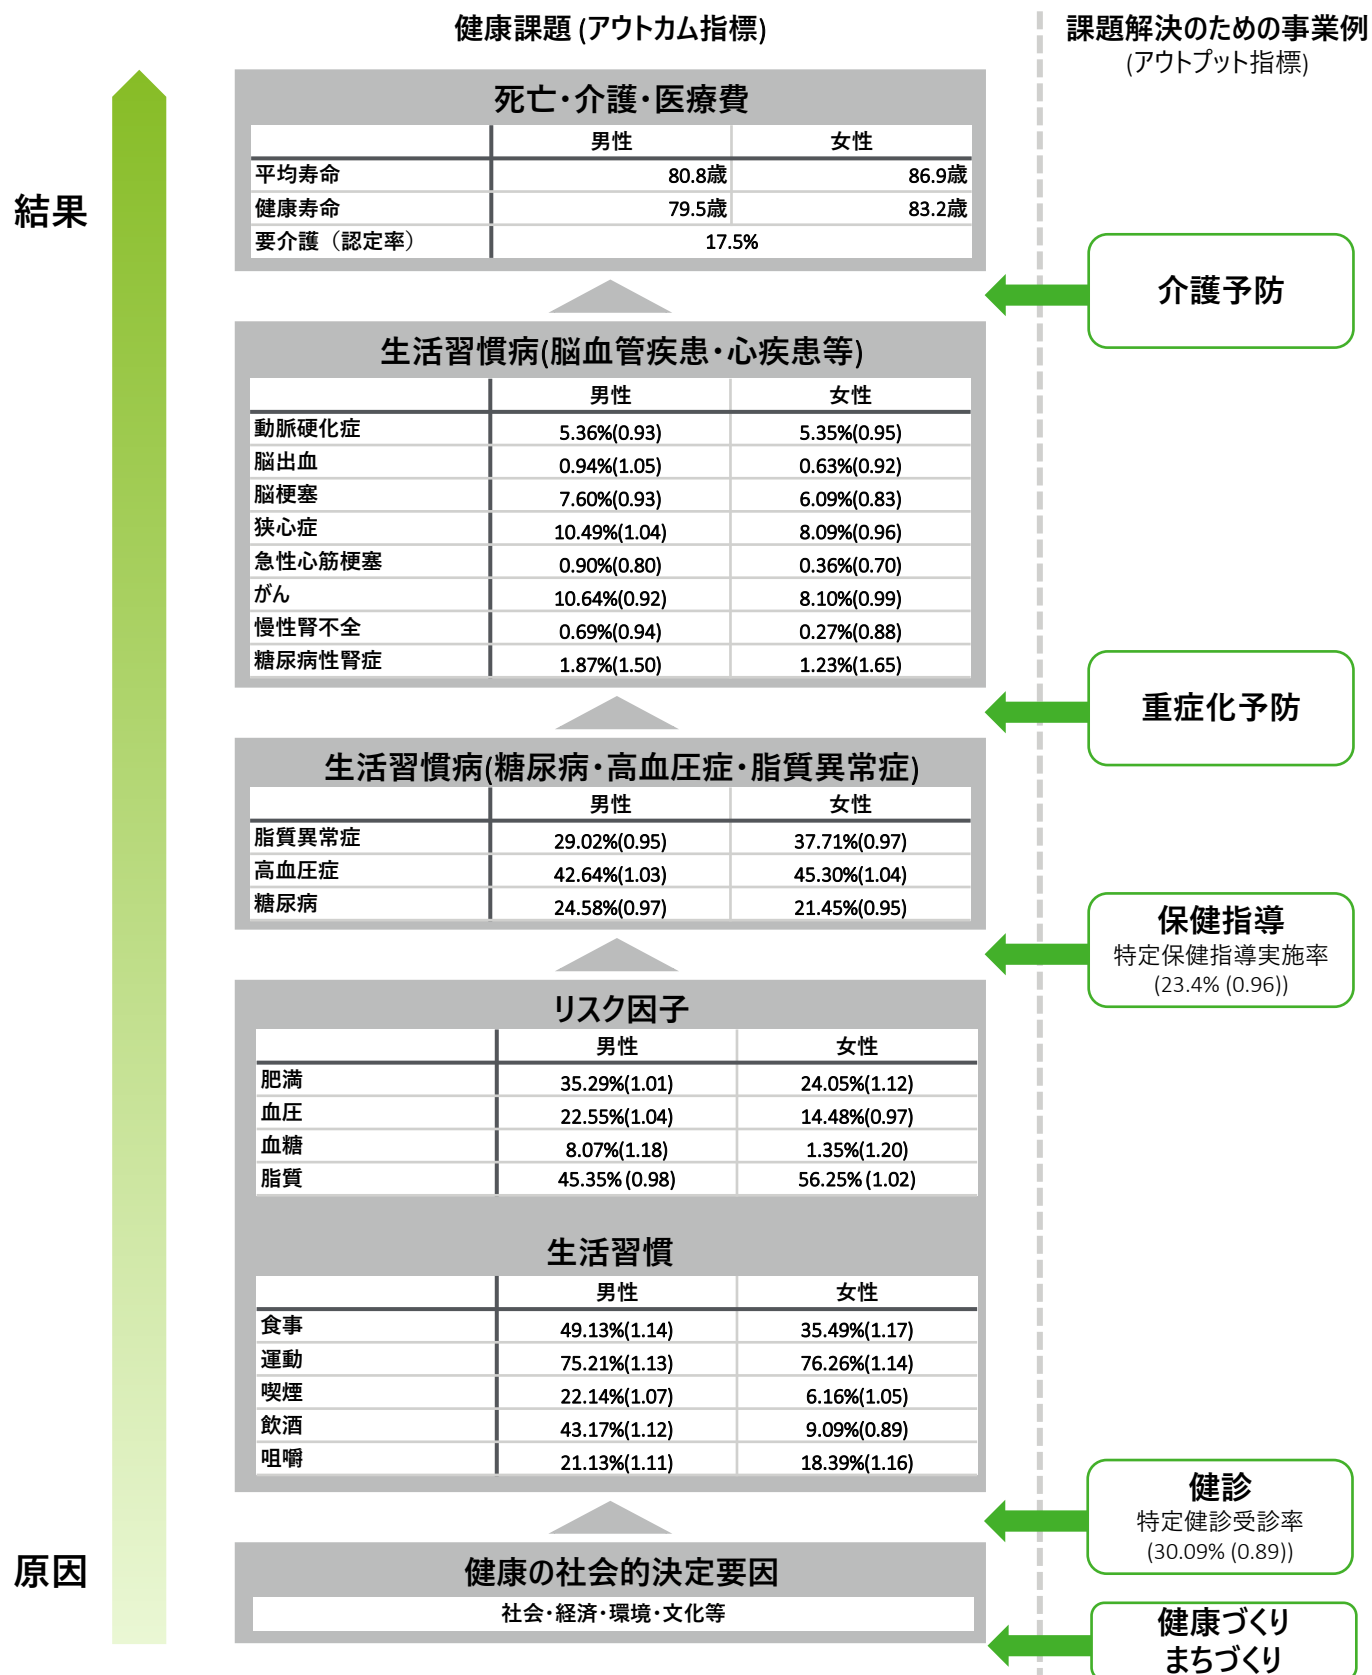 健康課題 (アウトカム指標)
課題解決のための事業例
(アウトプット指標)
結果
死亡・介護・医療費
男性 女性
平均寿命 80.8歳 86.9歳
健康寿命 79.5歳 83.2歳
要介護（認定率） 17.5%
介護予防
生活習慣病(脳血管疾患・心疾患等)
男性 女性
動脈硬化症 5.36%(0.93) 5.35%(0.95)
脳出血 0.94%(1.05) 0.63%(0.92)
脳梗塞 7.60%(0.93) 6.09%(0.83)
狭心症 10.49%(1.04) 8.09%(0.96)
急性心筋梗塞 0.90%(0.80) 0.36%(0.70)
がん 10.64%(0.92) 8.10%(0.99)
慢性腎不全 0.69%(0.94) 0.27%(0.88)
糖尿病性腎症 1.87%(1.50) 1.23%(1.65)
重症化予防
生活習慣病(糖尿病・高血圧症・脂質異常症)
男性 女性
脂質異常症 29.02%(0.95) 37.71%(0.97)
高血圧症 42.64%(1.03) 45.30%(1.04)
糖尿病 24.58%(0.97) 21.45%(0.95)
保健指導
特定保健指導実施率
(23.4% (0.96))
リスク因子
男性 女性
肥満 35.29%(1.01) 24.05%(1.12)
血圧 22.55%(1.04) 14.48%(0.97)
血糖 8.07%(1.18) 1.35%(1.20)
脂質 45.35% (0.98) 56.25% (1.02)
生活習慣
男性 女性
食事 49.13%(1.14) 35.49%(1.17)
運動 75.21%(1.13) 76.26%(1.14)
喫煙 22.14%(1.07) 6.16%(1.05)
飲酒 43.17%(1.12) 9.09%(0.89)
咀嚼 21.13%(1.11) 18.39%(1.16)
健診
特定健診受診率
(30.09% (0.89))
原因
健康の社会的決定要因
社会・経済・環境・文化等
健康づくり
まちづくり